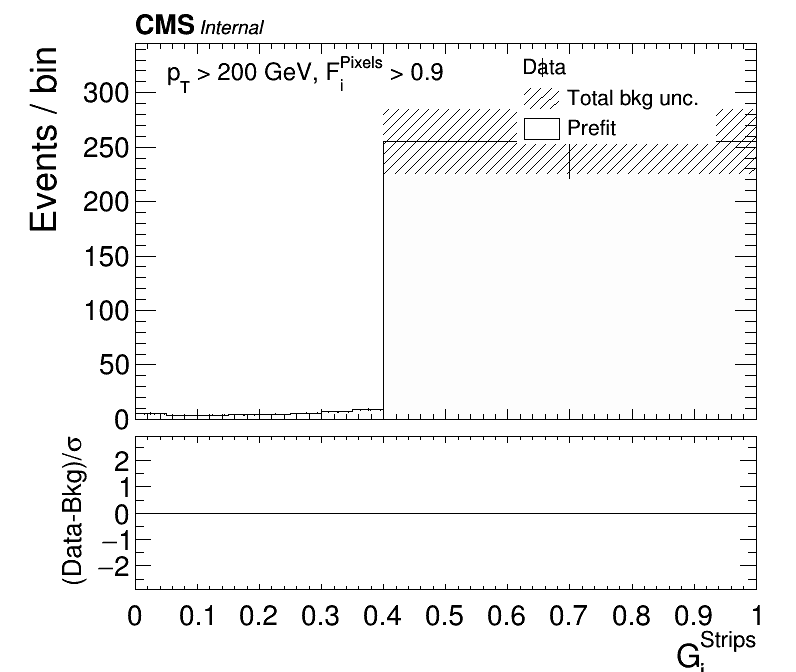 CMS Internal
p_T > 200 GeV, F_i^Pixels > 0.9
Data
Total bkg unc.
Prefit
Events / bin
300
250
200
150
100
50
0
(Data-Bkg)/σ
2
1
0
−1
−2
0 0.1 0.2 0.3 0.4 0.5 0.6 0.7 0.8 0.9 1
G_i^Strips